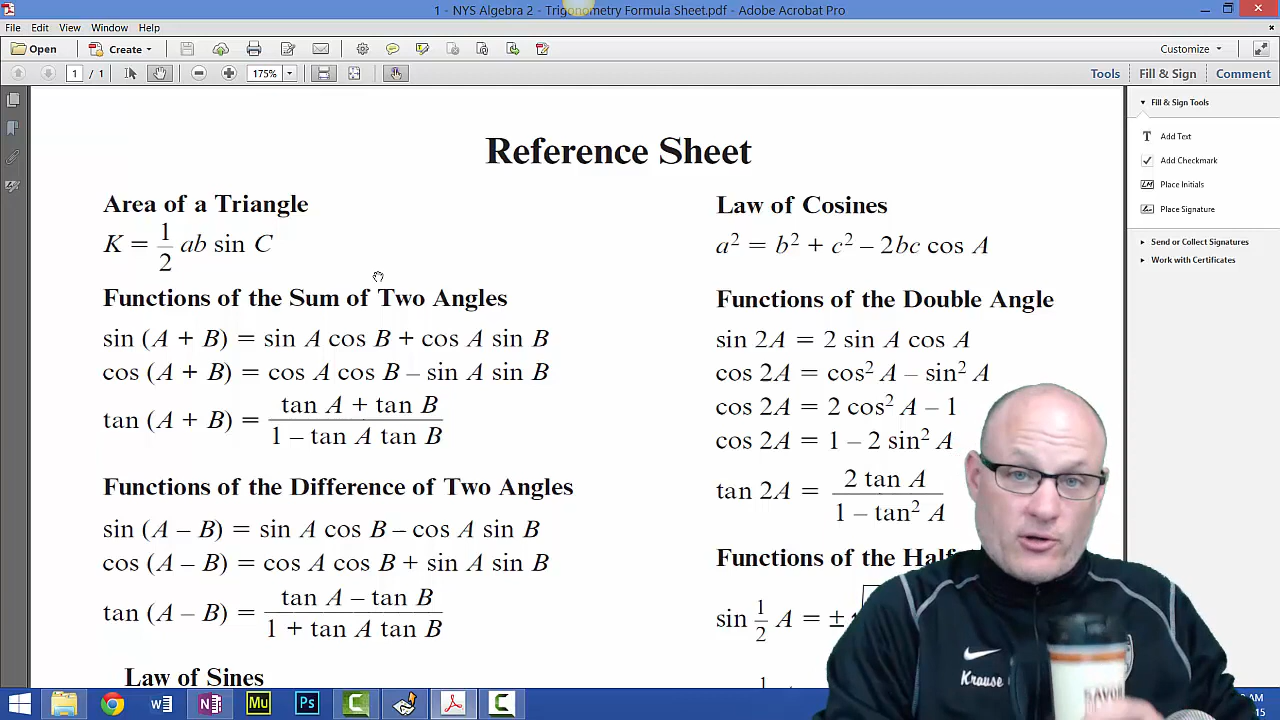 1 - NYS Algebra 2 - Trigonometry Formula Sheet.pdf - Adobe Acrobat Pro
File Edit View Window Help
Open Create Customize
1 / 1 175% Tools Fill & Sign Comment
Reference Sheet
Area of a Triangle
K = 1/2 ab sin C
Functions of the Sum of Two Angles
sin (A + B) = sin A cos B + cos A sin B
cos (A + B) = cos A cos B – sin A sin B
tan (A + B) = tan A + tan B / 1 – tan A tan B
Functions of the Difference of Two Angles
sin (A – B) = sin A cos B – cos A sin B
cos (A – B) = cos A cos B + sin A sin B
tan (A – B) = tan A – tan B / 1 + tan A tan B
Law of Sines
Law of Cosines
a² = b² + c² – 2bc cos A
Functions of the Double Angle
sin 2A = 2 sin A cos A
cos 2A = cos² A – sin² A
cos 2A = 2 cos² A – 1
cos 2A = 1 – 2 sin² A
tan 2A = 2 tan A / 1 – tan² A
Functions of the Half
sin 1/2 A = ±
Fill & Sign Tools
T Add Text
Add Checkmark
LM Place Initials
Place Signature
Send or Collect Signatures
Work with Certificates
Krause
W
N
Mu
Ps
C
C